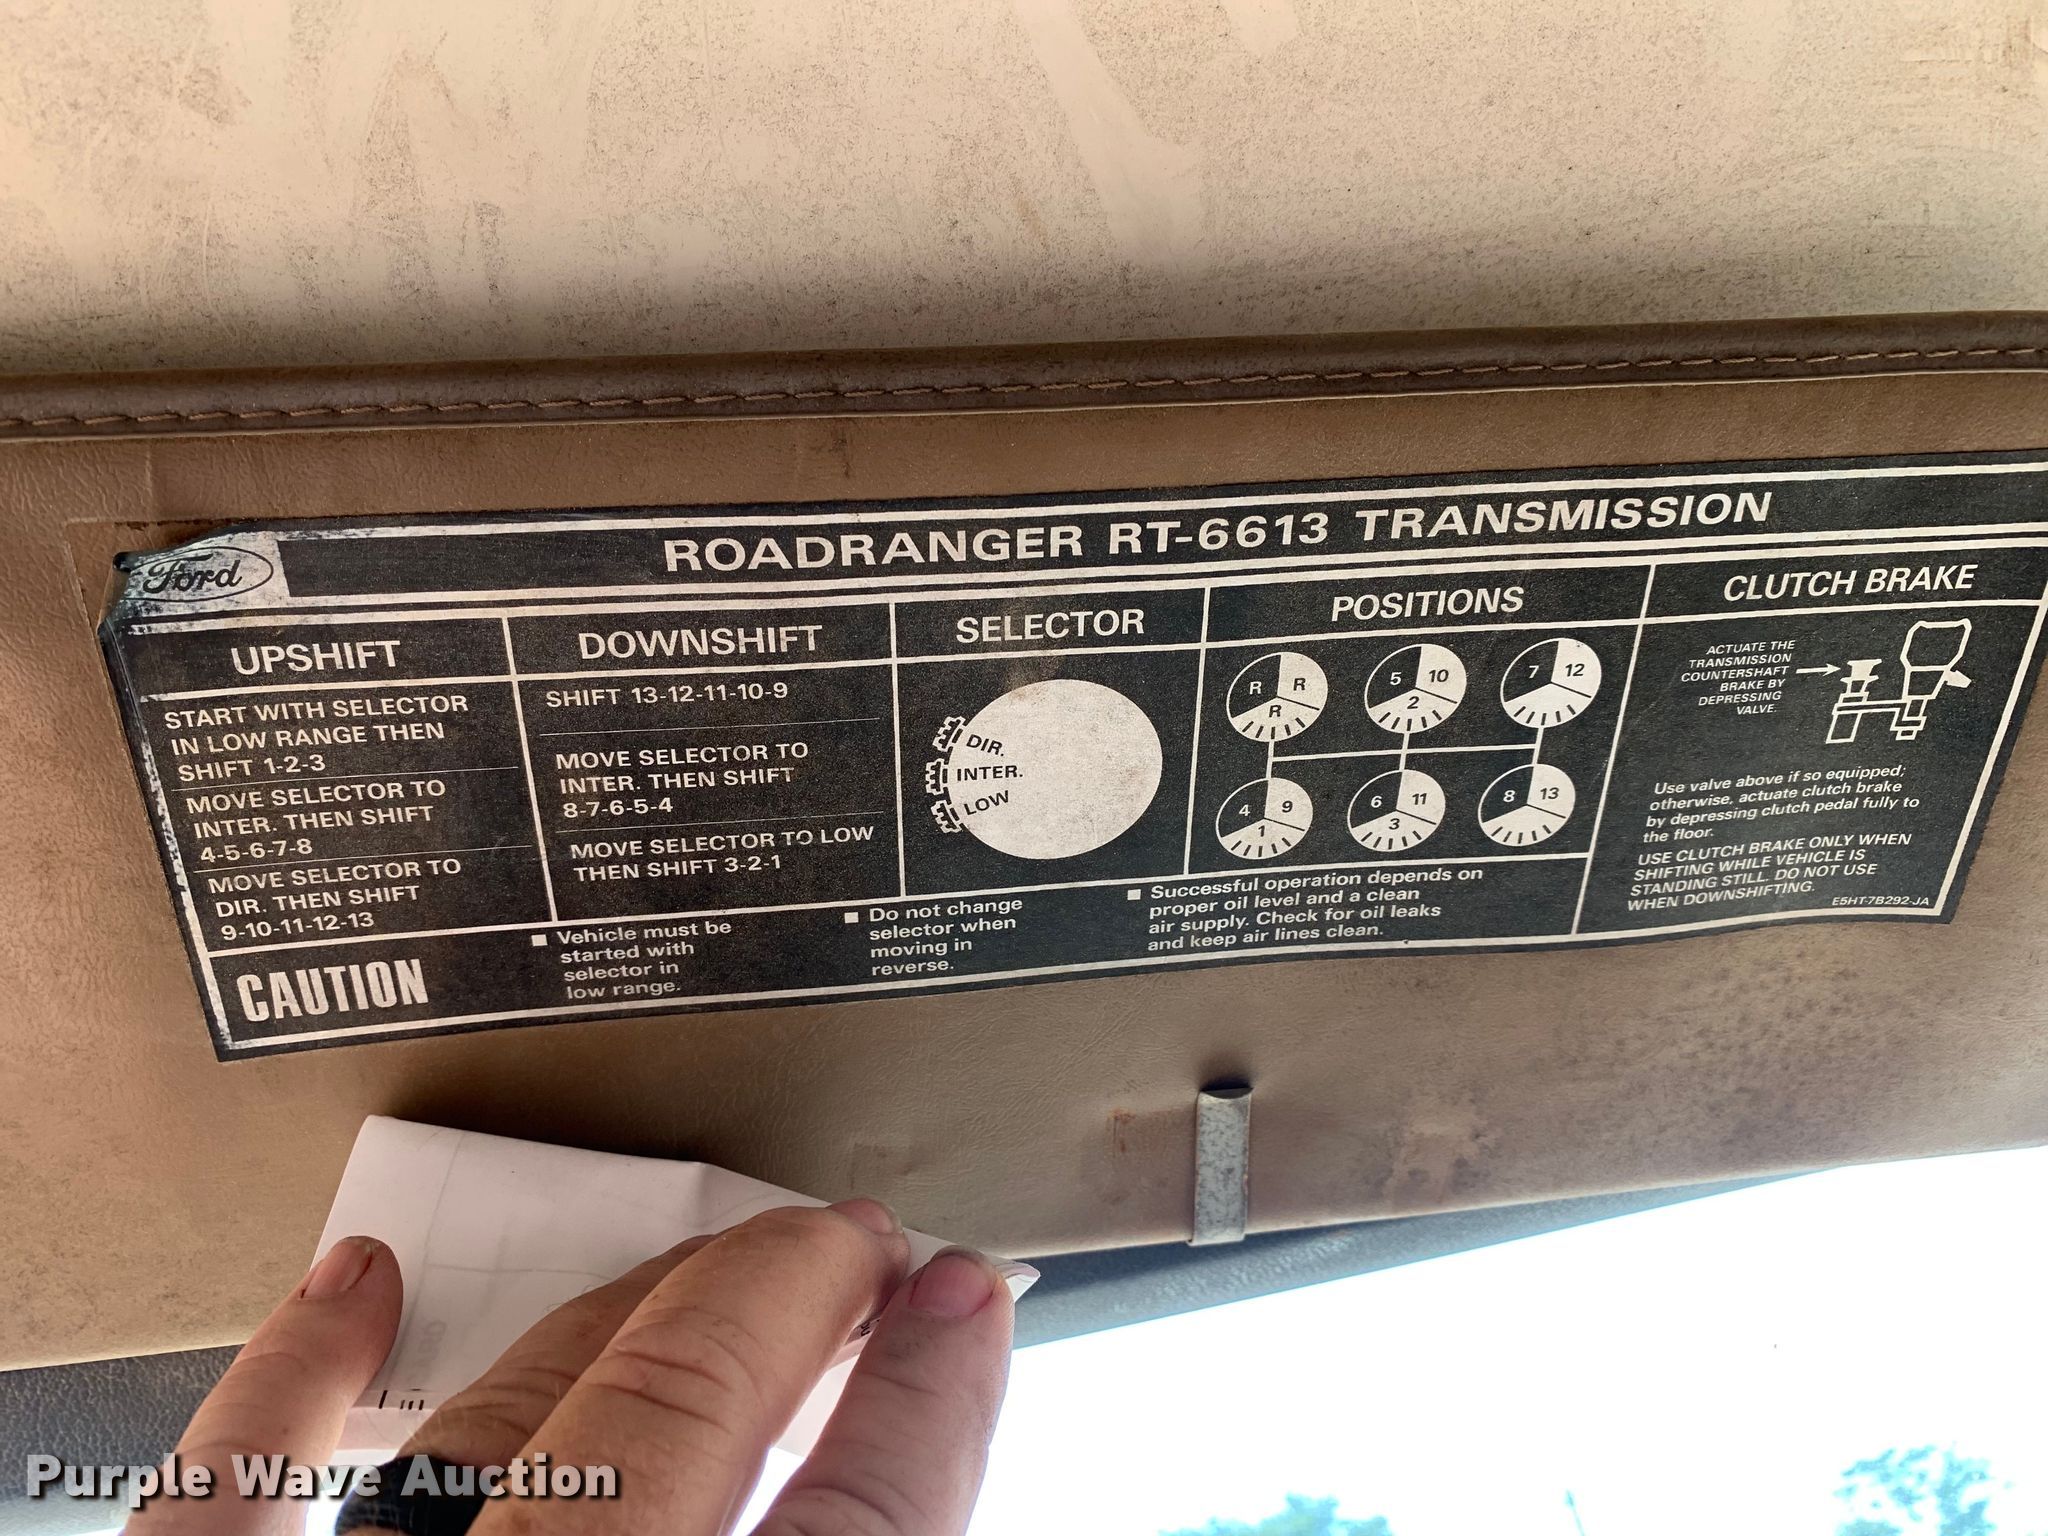 Ford
ROADRANGER RT-6613 TRANSMISSION
UPSHIFT
START WITH SELECTOR
IN LOW RANGE THEN
SHIFT 1-2-3
MOVE SELECTOR TO
INTER. THEN SHIFT
4-5-6-7-8
MOVE SELECTOR TO
DIR. THEN SHIFT
9-10-11-12-13
DOWNSHIFT
SHIFT 13-12-11-10-9
MOVE SELECTOR TO
INTER. THEN SHIFT
8-7-6-5-4
MOVE SELECTOR TO LOW
THEN SHIFT 3-2-1
SELECTOR
DIR.
INTER.
LOW
POSITIONS
R R 5 10 7 12
R 2
4 9 6 11 8 13
1 3
CLUTCH BRAKE
ACTUATE THE
TRANSMISSION
COUNTERSHAFT
BRAKE BY
DEPRESSING
VALVE.
Use valve above if so equipped;
otherwise, actuate clutch brake
by depressing clutch pedal fully to
the floor.
USE CLUTCH BRAKE ONLY WHEN
SHIFTING WHILE VEHICLE IS
STANDING STILL. DO NOT USE
WHEN DOWNSHIFTING.
E5HT-7B292-JA
CAUTION
■ Vehicle must be
started with
selector in
low range.
■ Do not change
selector when
moving in
reverse.
■ Successful operation depends on
proper oil level and a clean
air supply. Check for oil leaks
and keep air lines clean.
Purple Wave Auction